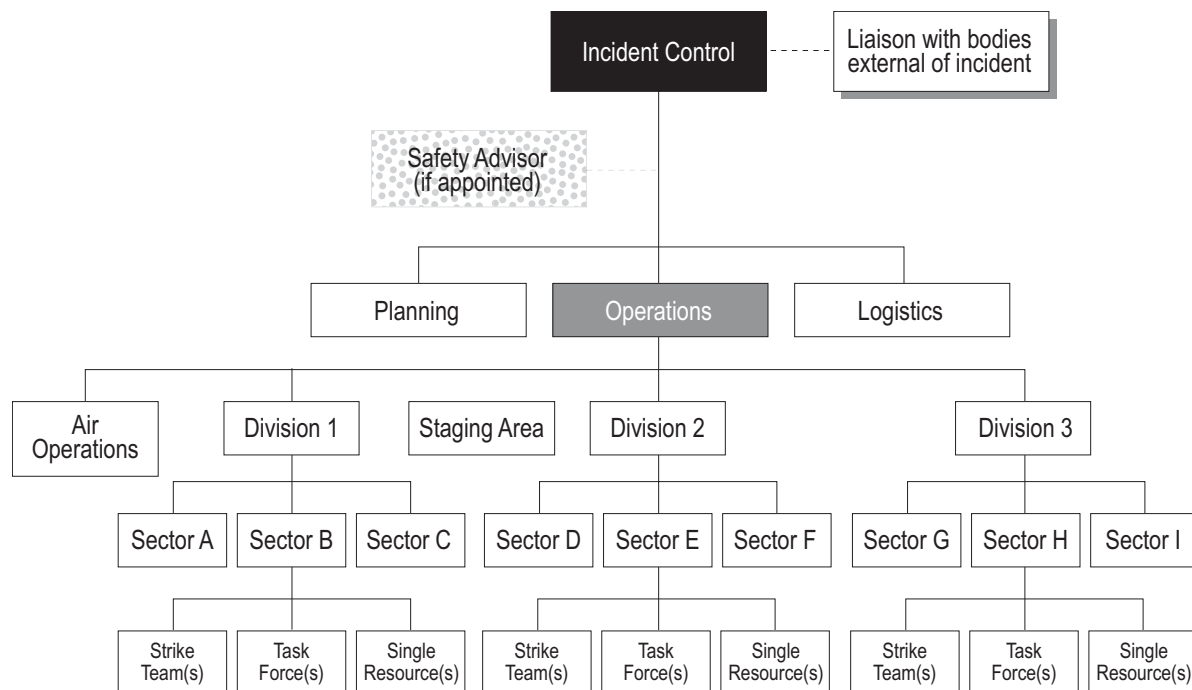 Incident Control
Liaison with bodies
external of incident
Safety Advisor
(if appointed)
Planning
Operations
Logistics
Air
Operations
Division 1
Staging Area
Division 2
Division 3
Sector A
Sector B
Sector C
Sector D
Sector E
Sector F
Sector G
Sector H
Sector I
Strike
Team(s)
Task
Force(s)
Single
Resource(s)
Strike
Team(s)
Task
Force(s)
Single
Resource(s)
Strike
Team(s)
Task
Force(s)
Single
Resource(s)